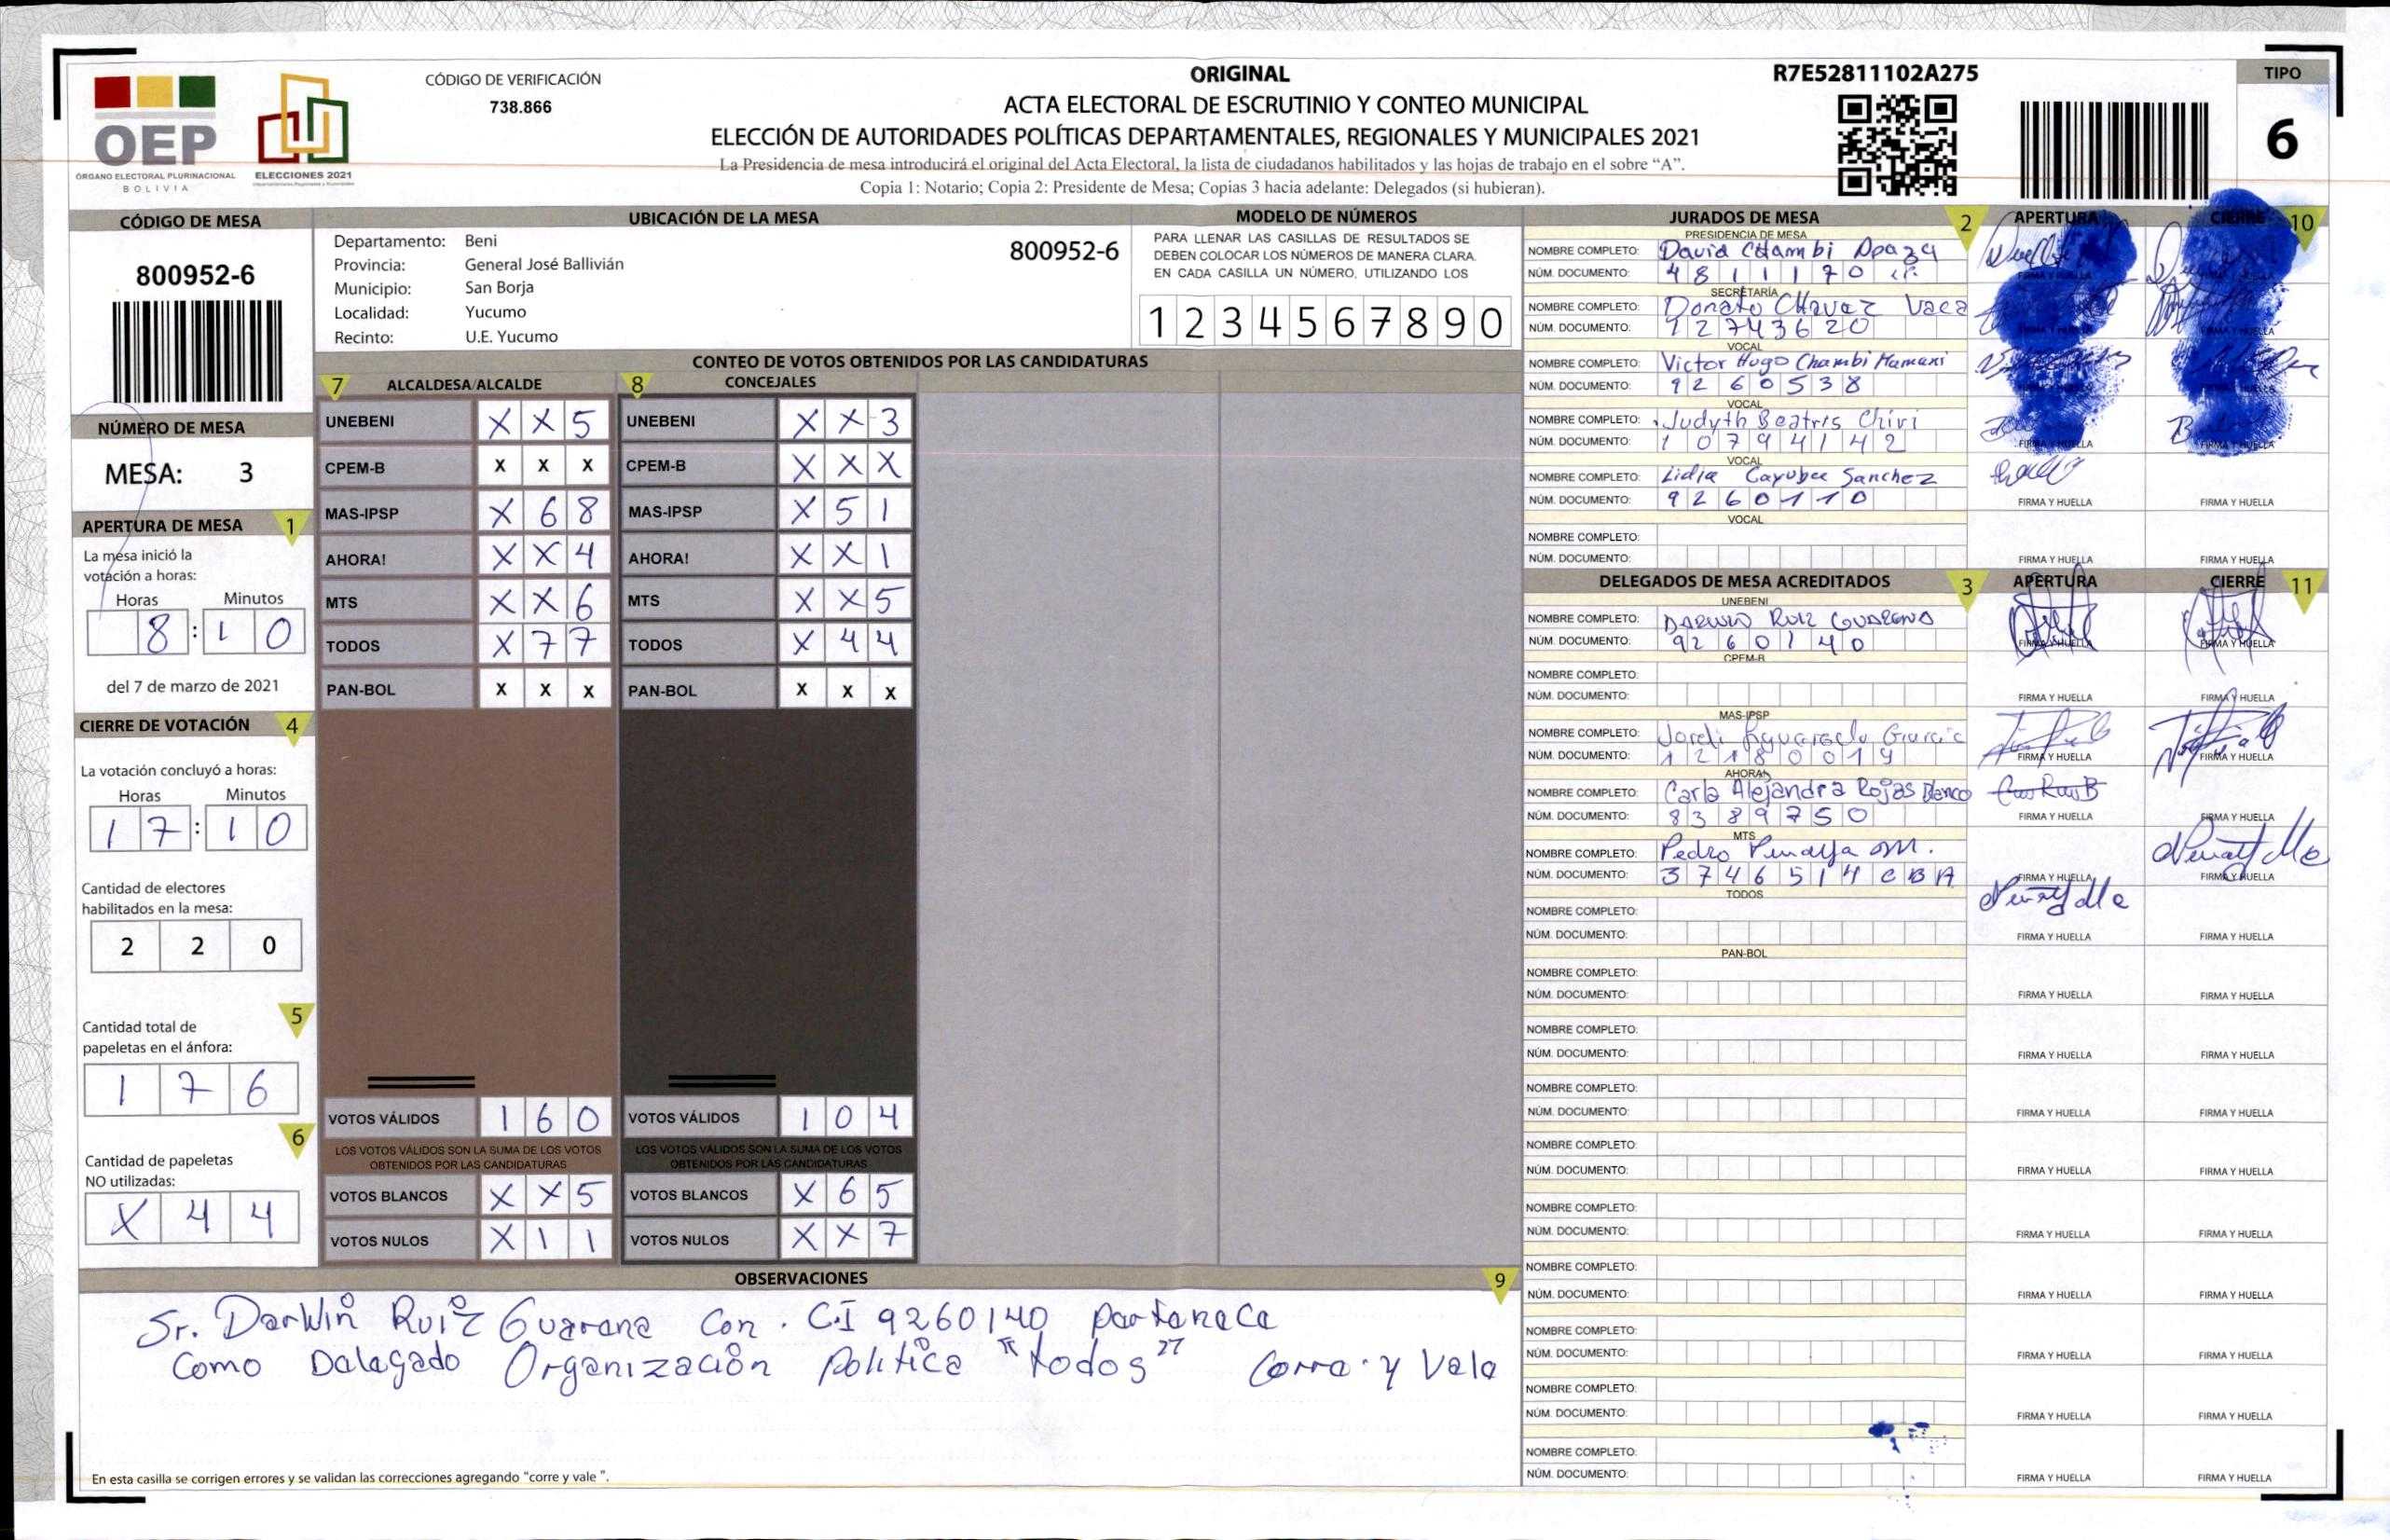 ORIGINAL
ACTA ELECTORAL DE ESCRUTINIO Y CONTEO MUNICIPAL
ELECCIÓN DE AUTORIDADES POLÍTICAS DEPARTAMENTALES, REGIONALES Y MUNICIPALES 2021
La Presidencia de mesa introducirá el original del Acta Electoral, la lista de ciudadanos habilitados y las hojas de trabajo en el sobre “A”.
Copia 1: Notario; Copia 2: Presidente de Mesa; Copias 3 hacia adelante: Delegados (si hubieran).
OEP
ÓRGANO ELECTORAL PLURINACIONAL
BOLIVIA
ELECCIONES 2021
CÓDIGO DE VERIFICACIÓN
738.866
R7E52811102A275
TIPO
6
CÓDIGO DE MESA
800952-6
NÚMERO DE MESA
MESA: 3
APERTURA DE MESA 1
La mesa inició la
votación a horas:
Horas Minutos
8 : 1 0
del 7 de marzo de 2021
CIERRE DE VOTACIÓN 4
La votación concluyó a horas:
Horas Minutos
1 7 : 1 0
Cantidad de electores
habilitados en la mesa:
2 2 0
5
Cantidad total de
papeletas en el ánfora:
1 7 6
6
Cantidad de papeletas
NO utilizadas:
X 4 4
UBICACIÓN DE LA MESA
Departamento: Beni
800952-6
Provincia: General José Ballivián
Municipio: San Borja
Localidad: Yucumo
Recinto: U.E. Yucumo
MODELO DE NÚMEROS
PARA LLENAR LAS CASILLAS DE RESULTADOS SE
DEBEN COLOCAR LOS NÚMEROS DE MANERA CLARA.
EN CADA CASILLA UN NÚMERO, UTILIZANDO LOS
1 2 3 4 5 6 7 8 9 0
CONTEO DE VOTOS OBTENIDOS POR LAS CANDIDATURAS
7 ALCALDESA/ALCALDE
UNEBENI X X 5
CPEM-B X X X
MAS-IPSP X 6 8
AHORA! X X 4
MTS X X 6
TODOS X 7 7
PAN-BOL X X X
VOTOS VÁLIDOS 1 6 0
LOS VOTOS VÁLIDOS SON LA SUMA DE LOS VOTOS
OBTENIDOS POR LAS CANDIDATURAS
VOTOS BLANCOS X X 5
VOTOS NULOS X 1 1
8 CONCEJALES
UNEBENI X X 3
CPEM-B X X X
MAS-IPSP X 5 1
AHORA! X X 1
MTS X X 5
TODOS X 4 4
PAN-BOL X X X
VOTOS VÁLIDOS 1 0 4
LOS VOTOS VÁLIDOS SON LA SUMA DE LOS VOTOS
OBTENIDOS POR LAS CANDIDATURAS
VOTOS BLANCOS X 6 5
VOTOS NULOS X X 7
OBSERVACIONES 9
Sr. Darwin Ruiz Guarena Con. C.I 9260140 partenece
Como Delegado Organización Politica "todos" Corre y Vale
En esta casilla se corrigen errores y se validan las correcciones agregando "corre y vale ".
JURADOS DE MESA 2 APERTURA CIERRE 10
PRESIDENCIA DE MESA
NOMBRE COMPLETO: David Chambi Apaza
NÚM. DOCUMENTO: 4 8 1 1 1 7 0
FIRMA Y HUELLA
SECRETARÍA
NOMBRE COMPLETO: Donato Chavez Vaca
NÚM. DOCUMENTO: 1 2 7 4 3 6 2 0
FIRMA Y HUELLA FIRMA Y HUELLA
VOCAL
NOMBRE COMPLETO: Victor Hugo Chambi Mamani
NÚM. DOCUMENTO: 9 2 6 0 5 3 8
VOCAL
NOMBRE COMPLETO: Judyth Beatris Chivi
NÚM. DOCUMENTO: 1 0 7 9 4 1 4 2
FIRMA Y HUELLA FIRMA Y HUELLA
VOCAL
NOMBRE COMPLETO: Lidia Cayuba Sanchez
NÚM. DOCUMENTO: 9 2 6 0 1 1 0
FIRMA Y HUELLA FIRMA Y HUELLA
VOCAL
NOMBRE COMPLETO:
NÚM. DOCUMENTO:
FIRMA Y HUELLA FIRMA Y HUELLA
DELEGADOS DE MESA ACREDITADOS 3 APERTURA CIERRE 11
UNEBENI
NOMBRE COMPLETO: DARWIN RUIZ GUARENA
NÚM. DOCUMENTO: 9 2 6 0 1 4 0
FIRMA Y HUELLA FIRMA Y HUELLA
CPEM-B
NOMBRE COMPLETO:
NÚM. DOCUMENTO:
FIRMA Y HUELLA FIRMA Y HUELLA
MAS-IPSP
NOMBRE COMPLETO: Jordi Garcia
NÚM. DOCUMENTO: 1 2 1 8 0 0 1 9
FIRMA Y HUELLA FIRMA Y HUELLA
AHORA!
NOMBRE COMPLETO: Carla Alejandra Rojas Blanco
NÚM. DOCUMENTO: 8 3 8 9 7 5 0
FIRMA Y HUELLA FIRMA Y HUELLA
MTS
NOMBRE COMPLETO: Pedro M.
NÚM. DOCUMENTO: 3 7 4 6 5 1 4 C B A
FIRMA Y HUELLA FIRMA Y HUELLA
TODOS
NOMBRE COMPLETO:
NÚM. DOCUMENTO:
FIRMA Y HUELLA FIRMA Y HUELLA
PAN-BOL
NOMBRE COMPLETO:
NÚM. DOCUMENTO:
FIRMA Y HUELLA FIRMA Y HUELLA
NOMBRE COMPLETO:
NÚM. DOCUMENTO:
FIRMA Y HUELLA FIRMA Y HUELLA
NOMBRE COMPLETO:
NÚM. DOCUMENTO:
FIRMA Y HUELLA FIRMA Y HUELLA
NOMBRE COMPLETO:
NÚM. DOCUMENTO:
FIRMA Y HUELLA FIRMA Y HUELLA
NOMBRE COMPLETO:
NÚM. DOCUMENTO:
FIRMA Y HUELLA FIRMA Y HUELLA
NOMBRE COMPLETO:
NÚM. DOCUMENTO:
FIRMA Y HUELLA FIRMA Y HUELLA
NOMBRE COMPLETO:
NÚM. DOCUMENTO:
FIRMA Y HUELLA FIRMA Y HUELLA
NOMBRE COMPLETO:
NÚM. DOCUMENTO:
FIRMA Y HUELLA FIRMA Y HUELLA
NOMBRE COMPLETO:
NÚM. DOCUMENTO:
FIRMA Y HUELLA FIRMA Y HUELLA